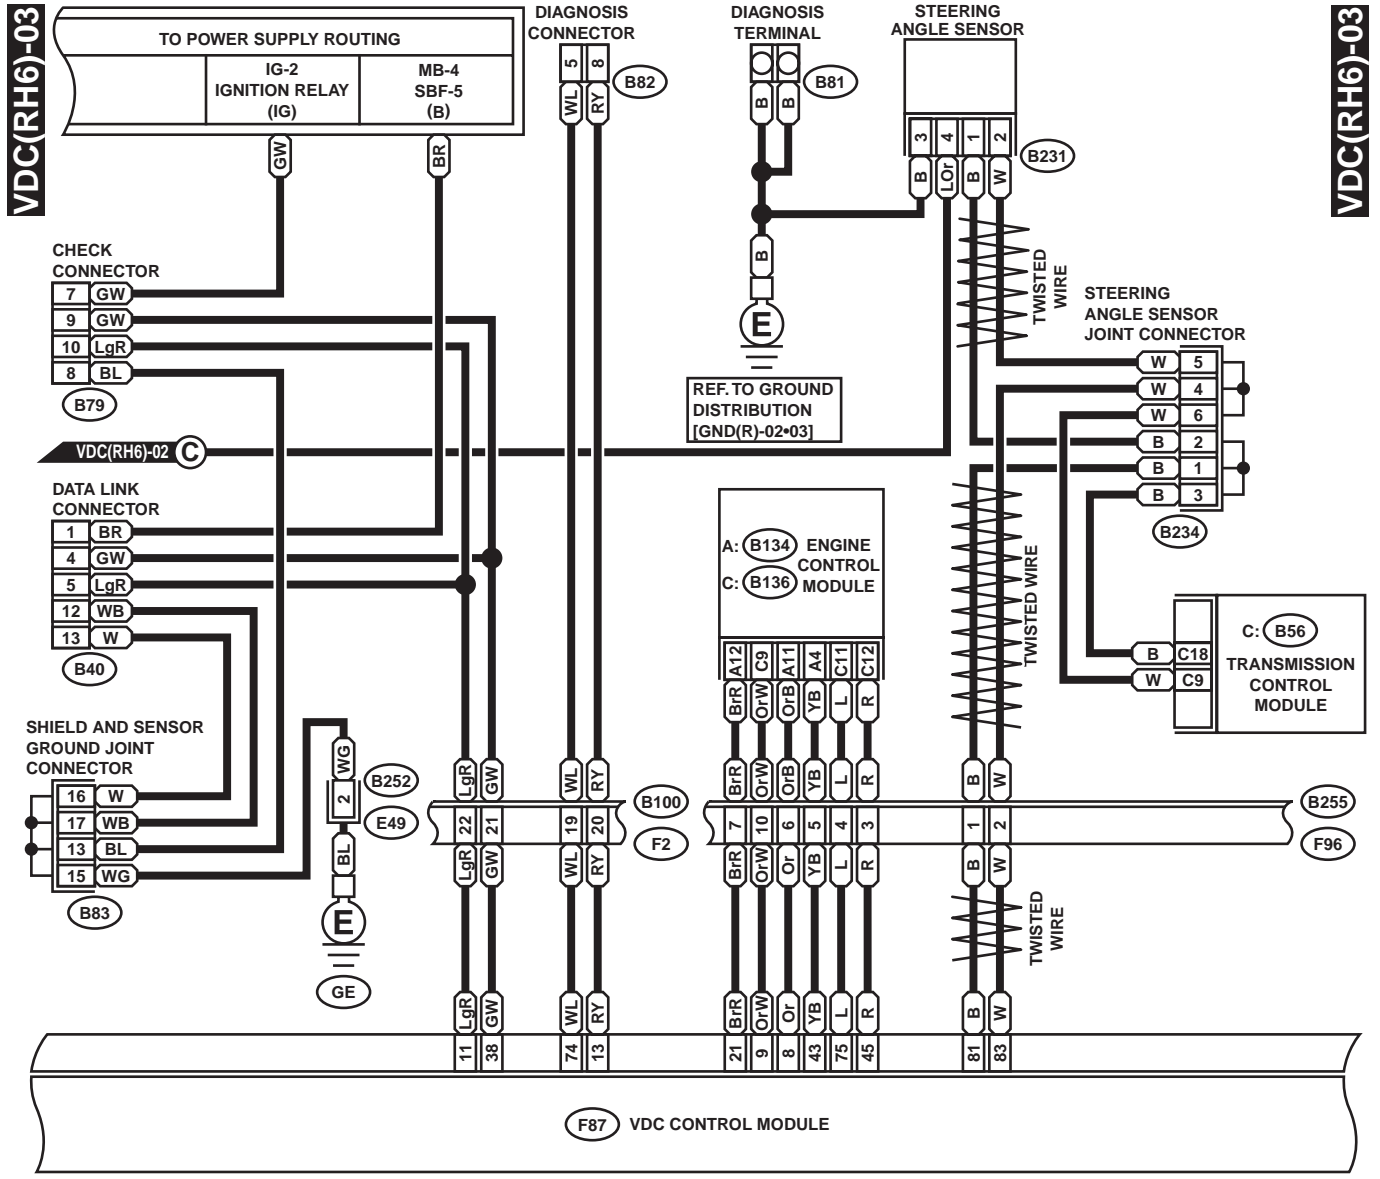 VDC(RH6)-03
VDC(RH6)-03
TO POWER SUPPLY ROUTING
IG-2
IGNITION RELAY
(IG)
MB-4
SBF-5
(B)
GW
BR
DIAGNOSIS
CONNECTOR
5 8
B82
WL RY
DIAGNOSIS
TERMINAL
B81
B B
B
E
REF. TO GROUND
DISTRIBUTION
[GND(R)-02•03]
STEERING
ANGLE SENSOR
3 4 1 2
B231
B LOr B W
TWISTED
WIRE
CHECK
CONNECTOR
7 GW
9 GW
10 LgR
8 BL
B79
VDC(RH6)-02 C
STEERING
ANGLE SENSOR
JOINT CONNECTOR
W 5
W 4
W 6
B 2
B 1
B 3
B234
DATA LINK
CONNECTOR
1 BR
4 GW
5 LgR
12 WB
13 W
B40
A: B134 ENGINE
CONTROL
C: B136 MODULE
A12 C9 A11 A4 C11 C12
BrR OrW OrB YB L R
TWISTED WIRE
C: B56
TRANSMISSION
CONTROL
MODULE
B C18
W C9
SHIELD AND SENSOR
GROUND JOINT
CONNECTOR
16 W
17 WB
13 BL
15 WG
B83
WG
2
B252
E49
BL
E
GE
LgR GW WL RY
BrR OrW OrB YB L R
B W
22 21 19 20
B100
F2
7 10 6 5 4 3
1 2
B255
F96
LgR GW WL RY
BrR OrW Or YB L R
B W
TWISTED
WIRE
LgR GW WL RY
BrR OrW Or YB L R
B W
11 38 74 13
21 9 8 43 75 45
81 83
F87 VDC CONTROL MODULE